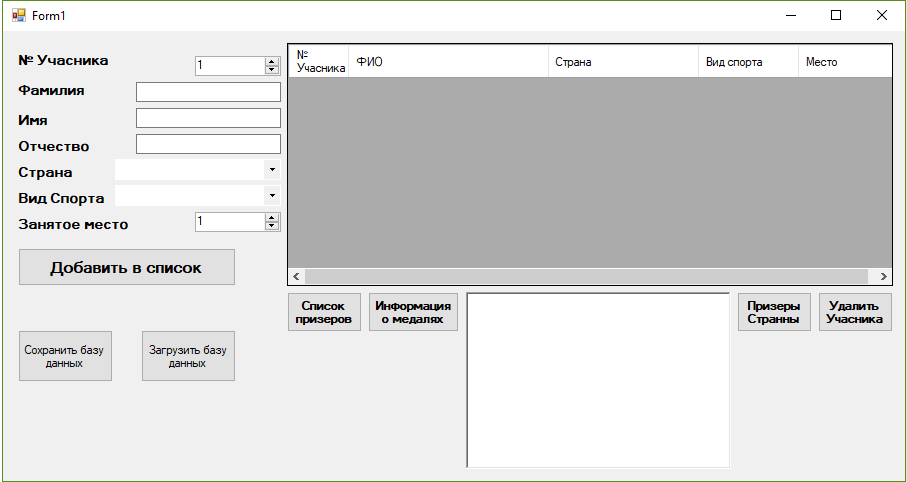 Form1
№ Учасника
1
Фамилия
Имя
Отчество
Страна
Вид Спорта
Занятое место
1
Добавить в список
Сохранить базу
данных
Загрузить базу
данных
№
Учасника
ФИО
Страна
Вид спорта
Место
Список
призеров
Информация
о медалях
Призеры
Странны
Удалить
Учасника